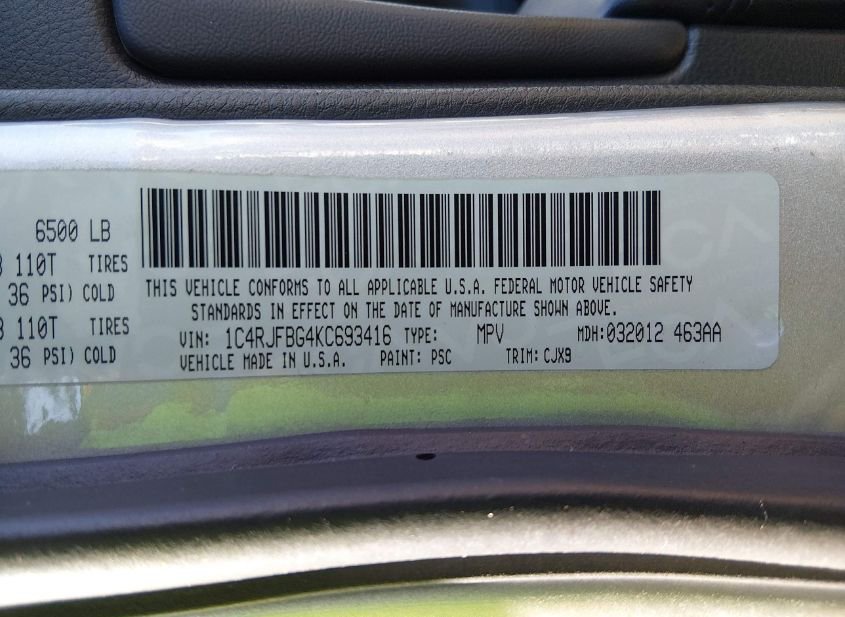 6500 LB
110T TIRES
36 PSI) COLD
110T TIRES
36 PSI) COLD
THIS VEHICLE CONFORMS TO ALL APPLICABLE U.S.A. FEDERAL MOTOR VEHICLE SAFETY
STANDARDS IN EFFECT ON THE DATE OF MANUFACTURE SHOWN ABOVE.
VIN: 1C4RJFBG4KC693416 TYPE: MPV MDH:032012 463AA
VEHICLE MADE IN U.S.A. PAINT: PSC TRIM: CJX9